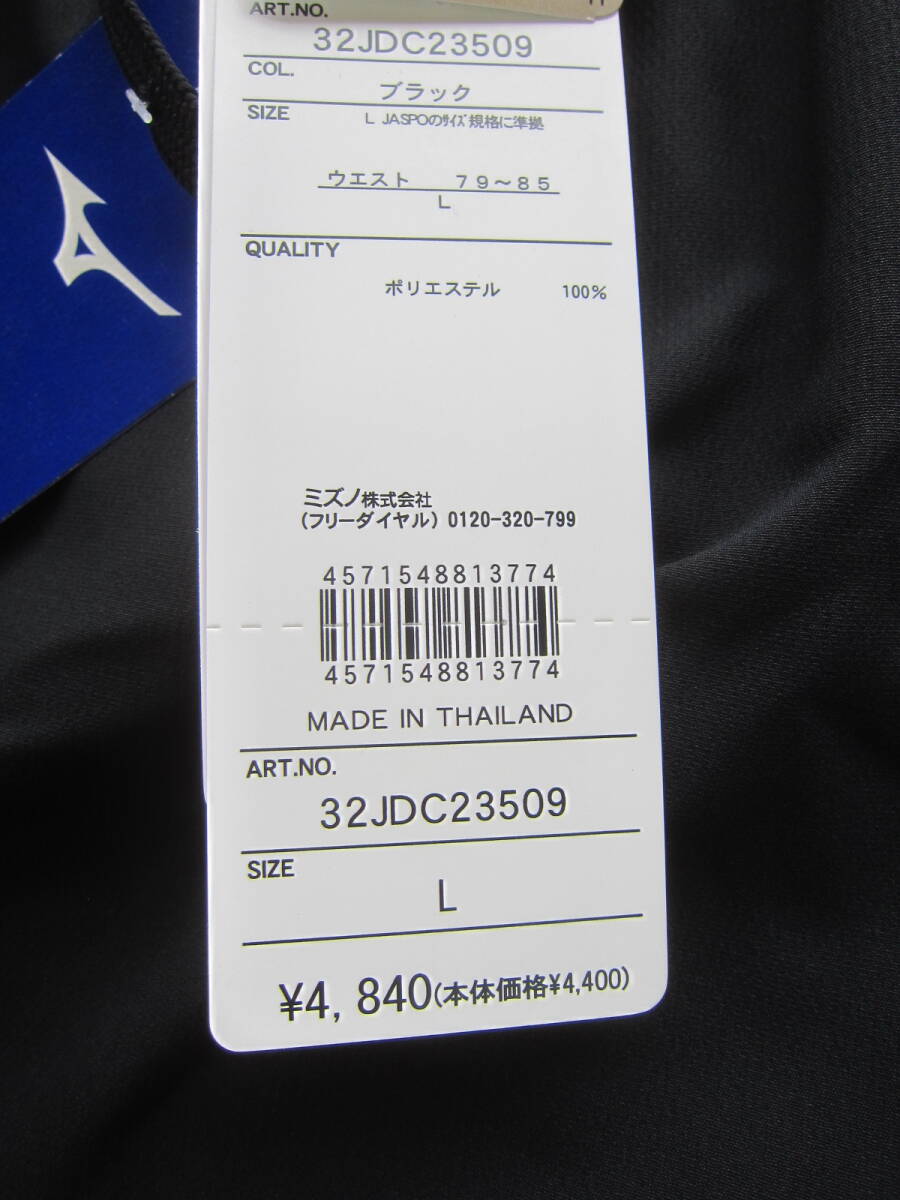 ART.NO.
32JDC23509
COL.
ブラック
SIZE
L JASPOのｻｲｽﾞ規格に準拠
ウエスト　７９～８５
L
QUALITY
ポリエステル　100%
ミズノ株式会社
(フリーダイヤル) 0120-320-799
4571548813774
4571548813774
MADE IN THAILAND
ART.NO.
32JDC23509
SIZE
L
¥4, 840(本体価格¥4,400)